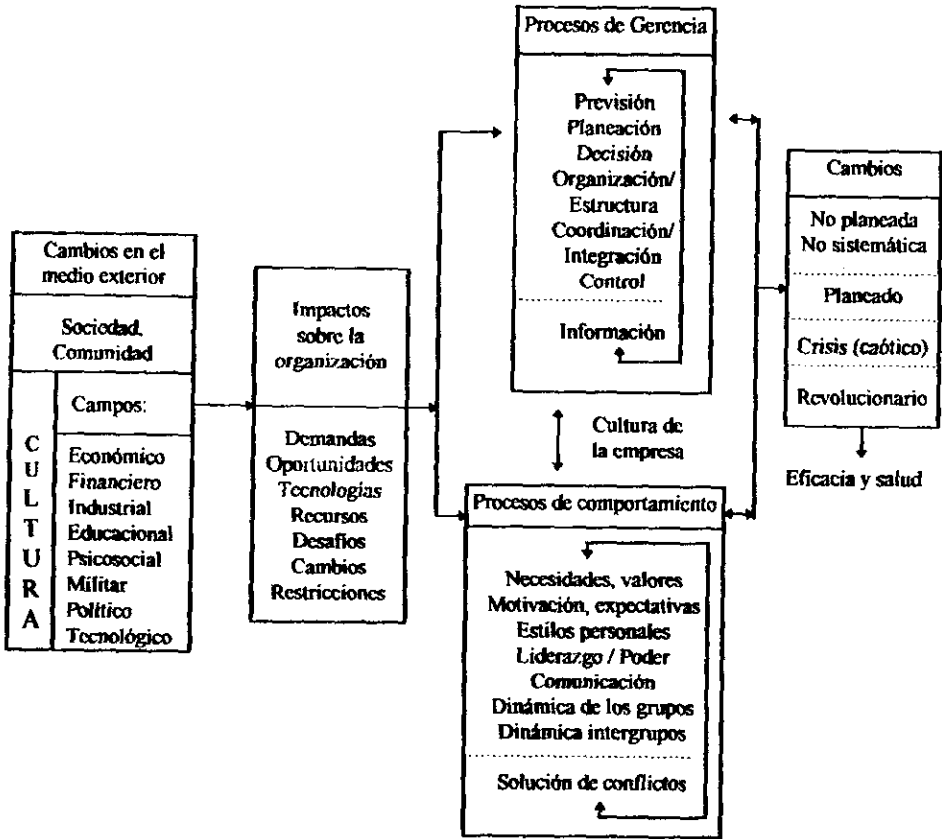 Cambios en el
medio exterior
Sociedad,
Comunidad
CULTURA
Campos:
Económico
Financiero
Industrial
Educacional
Psicosocial
Militar
Político
Tecnológico
Impactos
sobre la
organización
Demandas
Oportunidades
Tecnologías
Recursos
Desafíos
Cambios
Restricciones
Procesos de Gerencia
Previsión
Planeación
Decisión
Organización/
Estructura
Coordinación/
Integración
Control
Información
Cultura de
la empresa
Procesos de comportamiento
Necesidades, valores
Motivación, expectativas
Estilos personales
Liderazgo / Poder
Comunicación
Dinámica de los grupos
Dinámica intergrupos
Solución de conflictos
Cambios
No planeada
No sistemática
Planeado
Crisis (caótico)
Revolucionario
Eficacia y salud